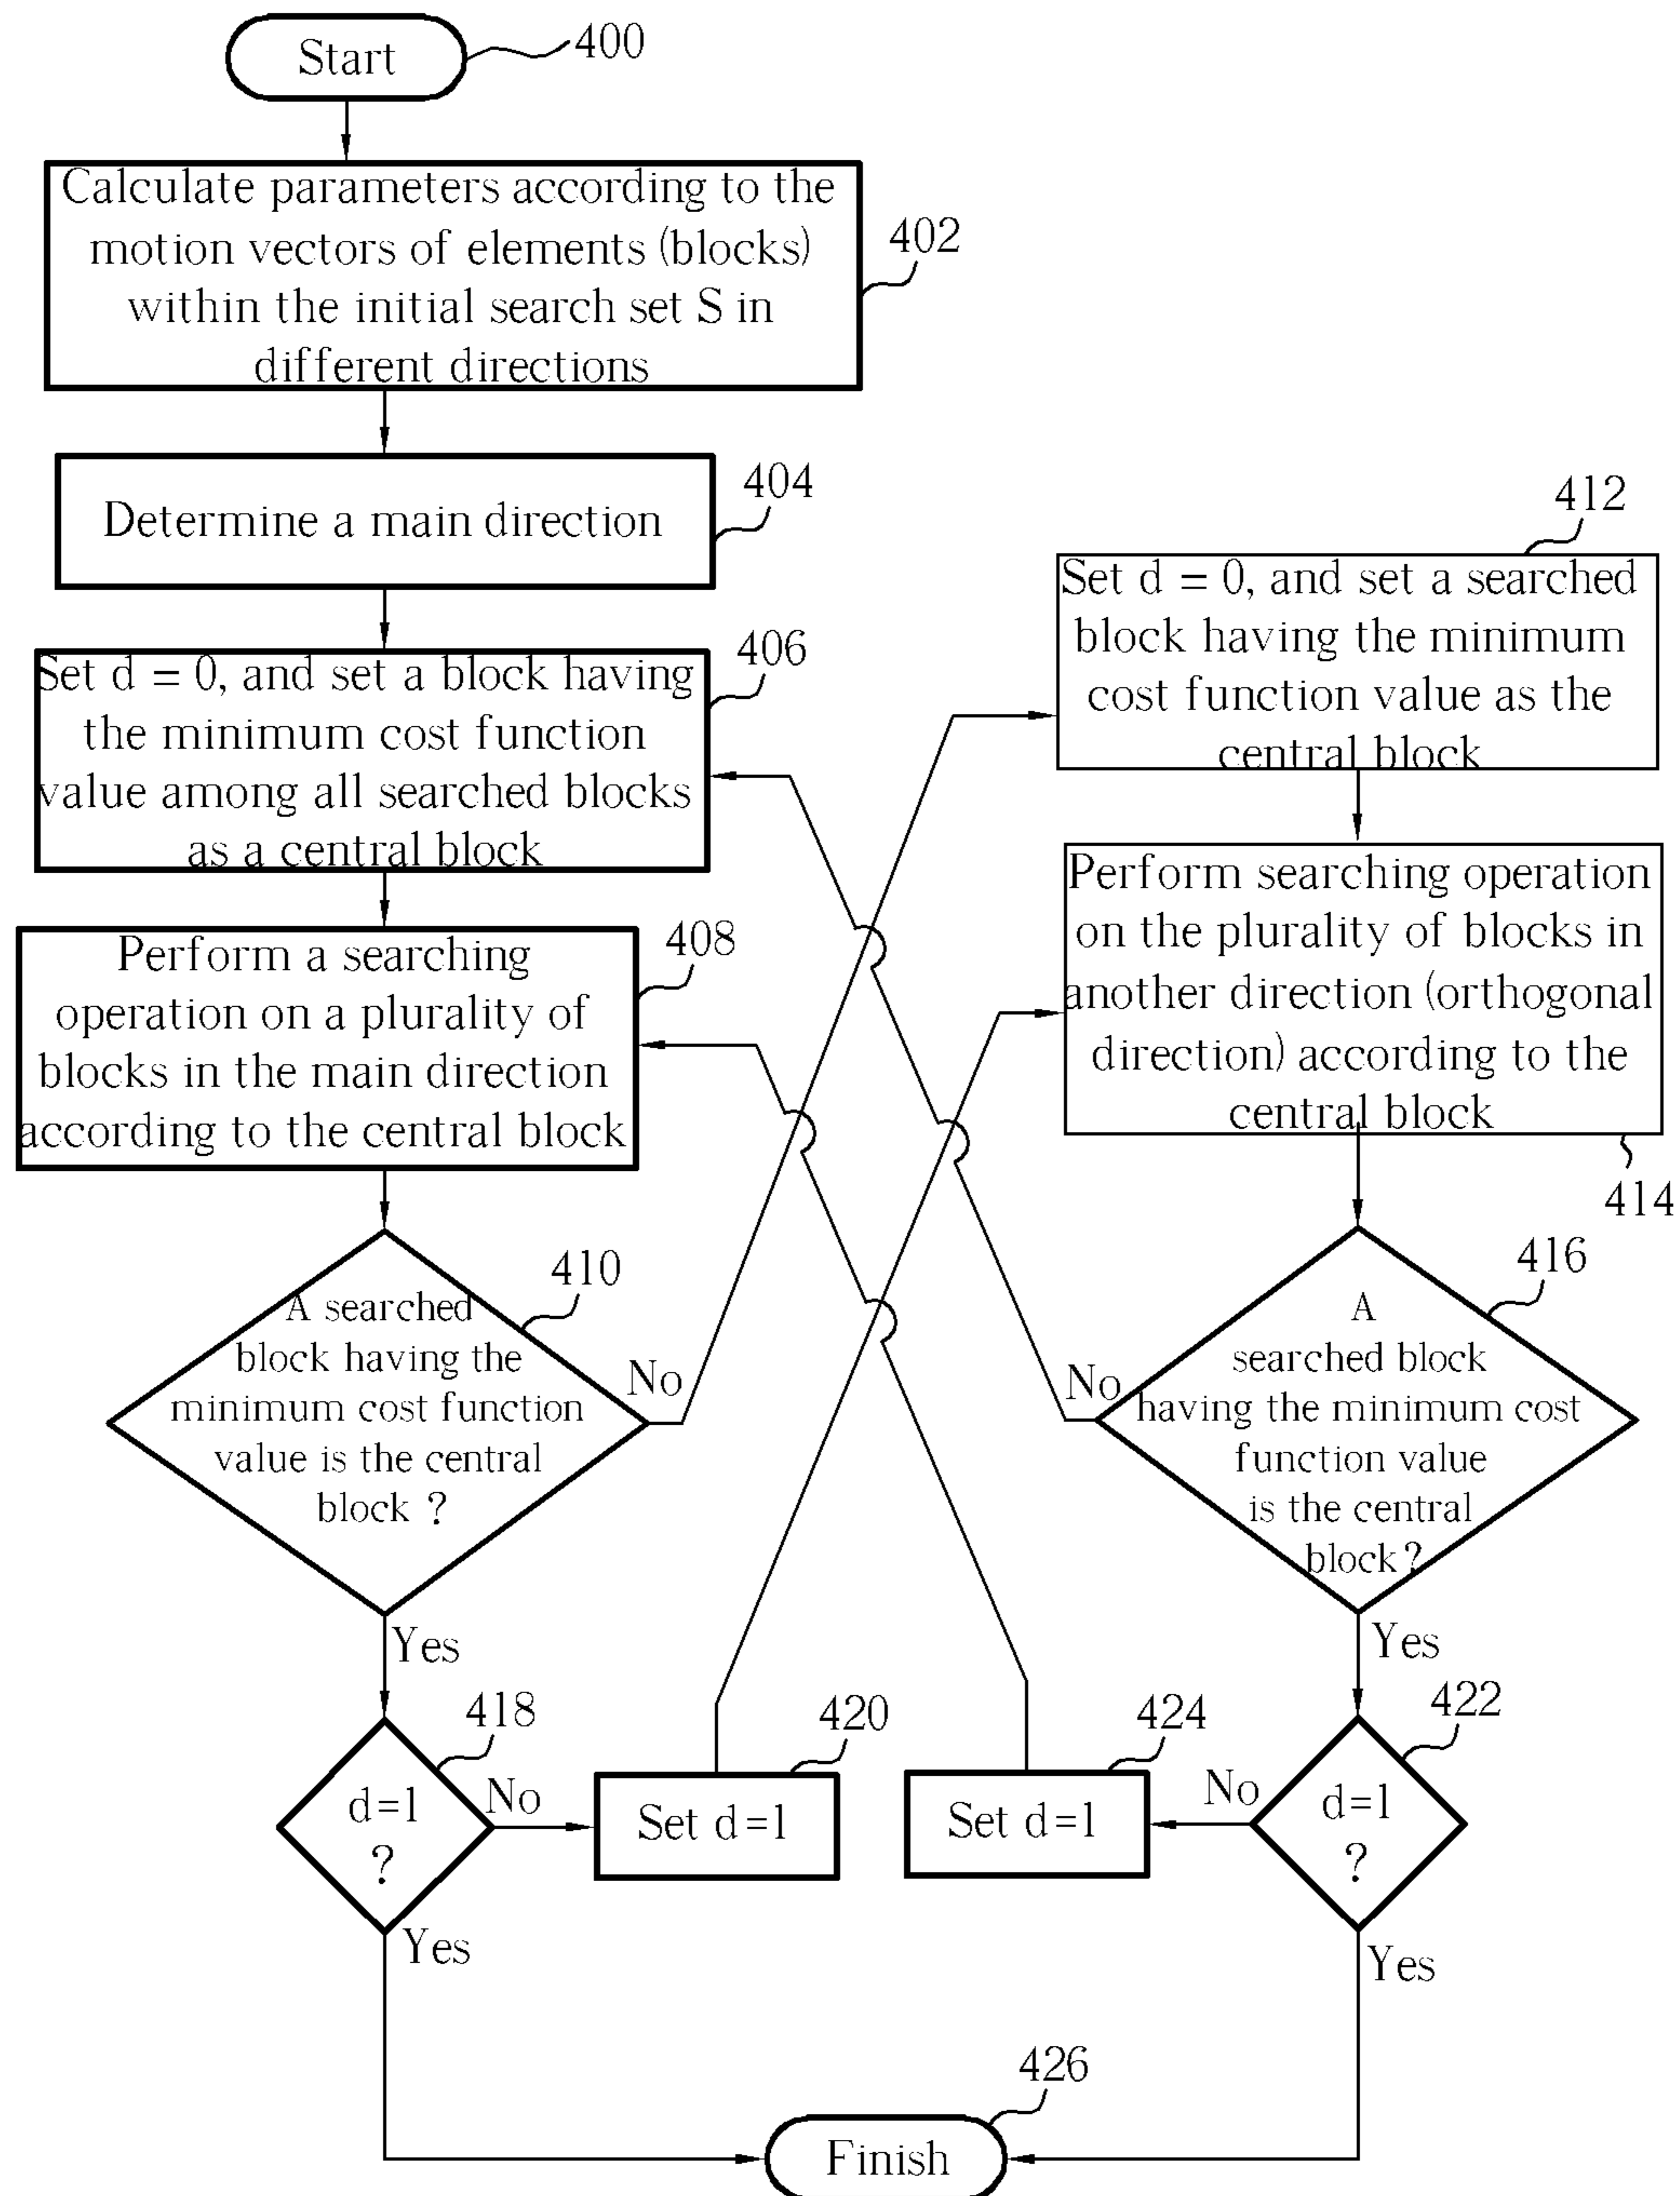 Start
400
Calculate parameters according to the
motion vectors of elements (blocks)
within the initial search set S in
different directions
402
Determine a main direction
404
Set d = 0, and set a block having
the minimum cost function
value among all searched blocks
as a central block
406
Perform a searching
operation on a plurality of
blocks in the main direction
according to the central block
408
A searched
block having the
minimum cost function
value is the central
block ?
410
No
Yes
d=1
?
418
No
Yes
Set d=1
420
412
Set d = 0, and set a searched
block having the minimum
cost function value as the
central block
Perform searching operation
on the plurality of blocks in
another direction (orthogonal
direction) according to the
central block
414
A
searched block
having the minimum cost
function value
is the central
block?
416
No
Yes
d=1
?
422
No
Yes
Set d=1
424
Finish
426